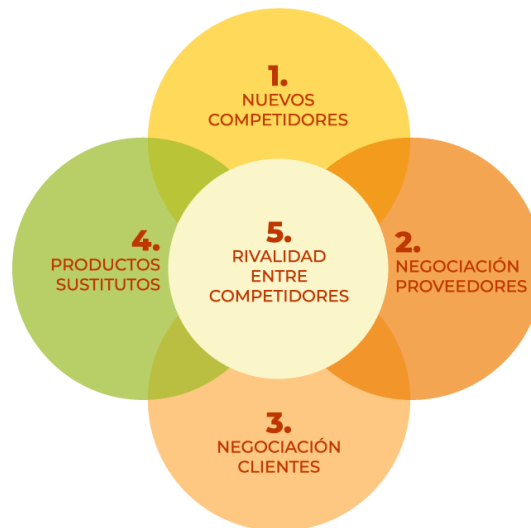 1.
NUEVOS
COMPETIDORES
2.
NEGOCIACIÓN
PROVEEDORES
3.
NEGOCIACIÓN
CLIENTES
4.
PRODUCTOS
SUSTITUTOS
5.
RIVALIDAD
ENTRE
COMPETIDORES